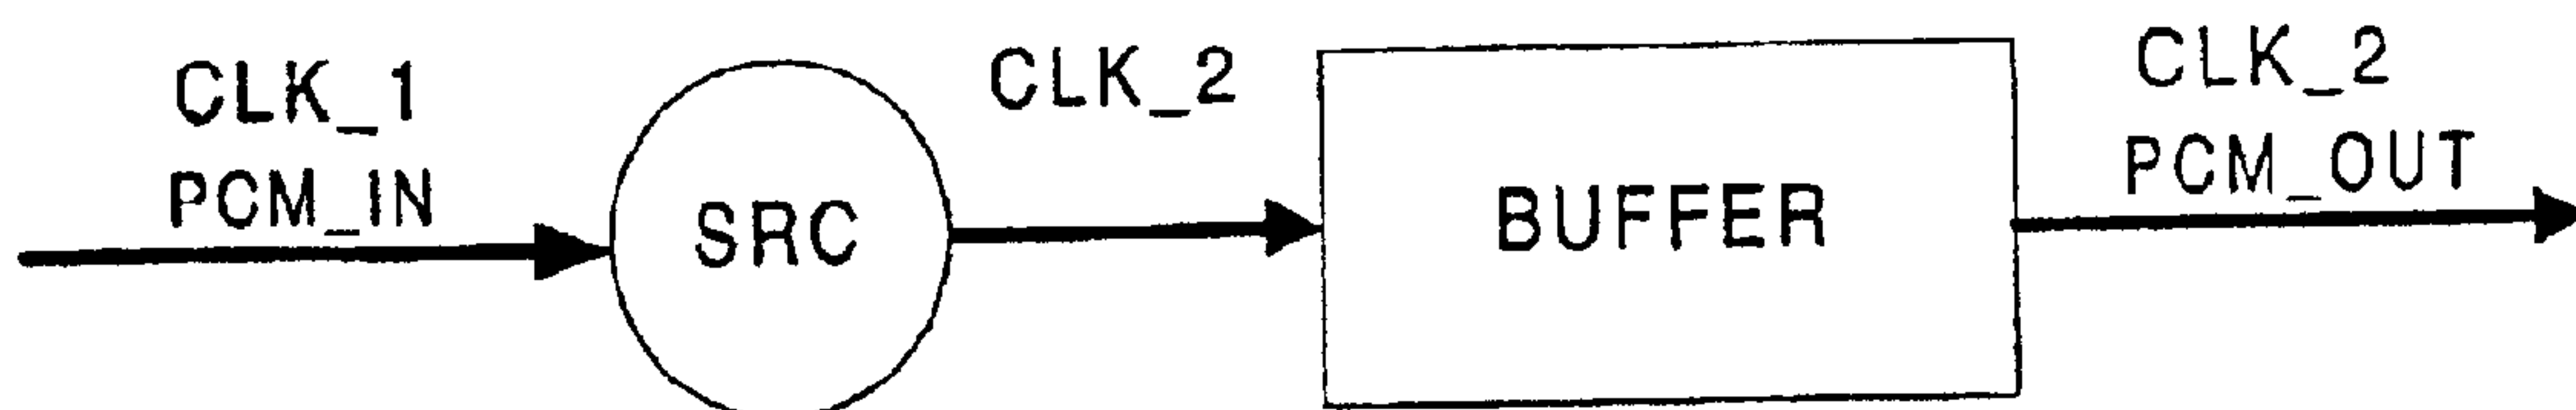 CLK_1
PCM_IN
SRC
CLK_2
BUFFER
CLK_2
PCM_OUT